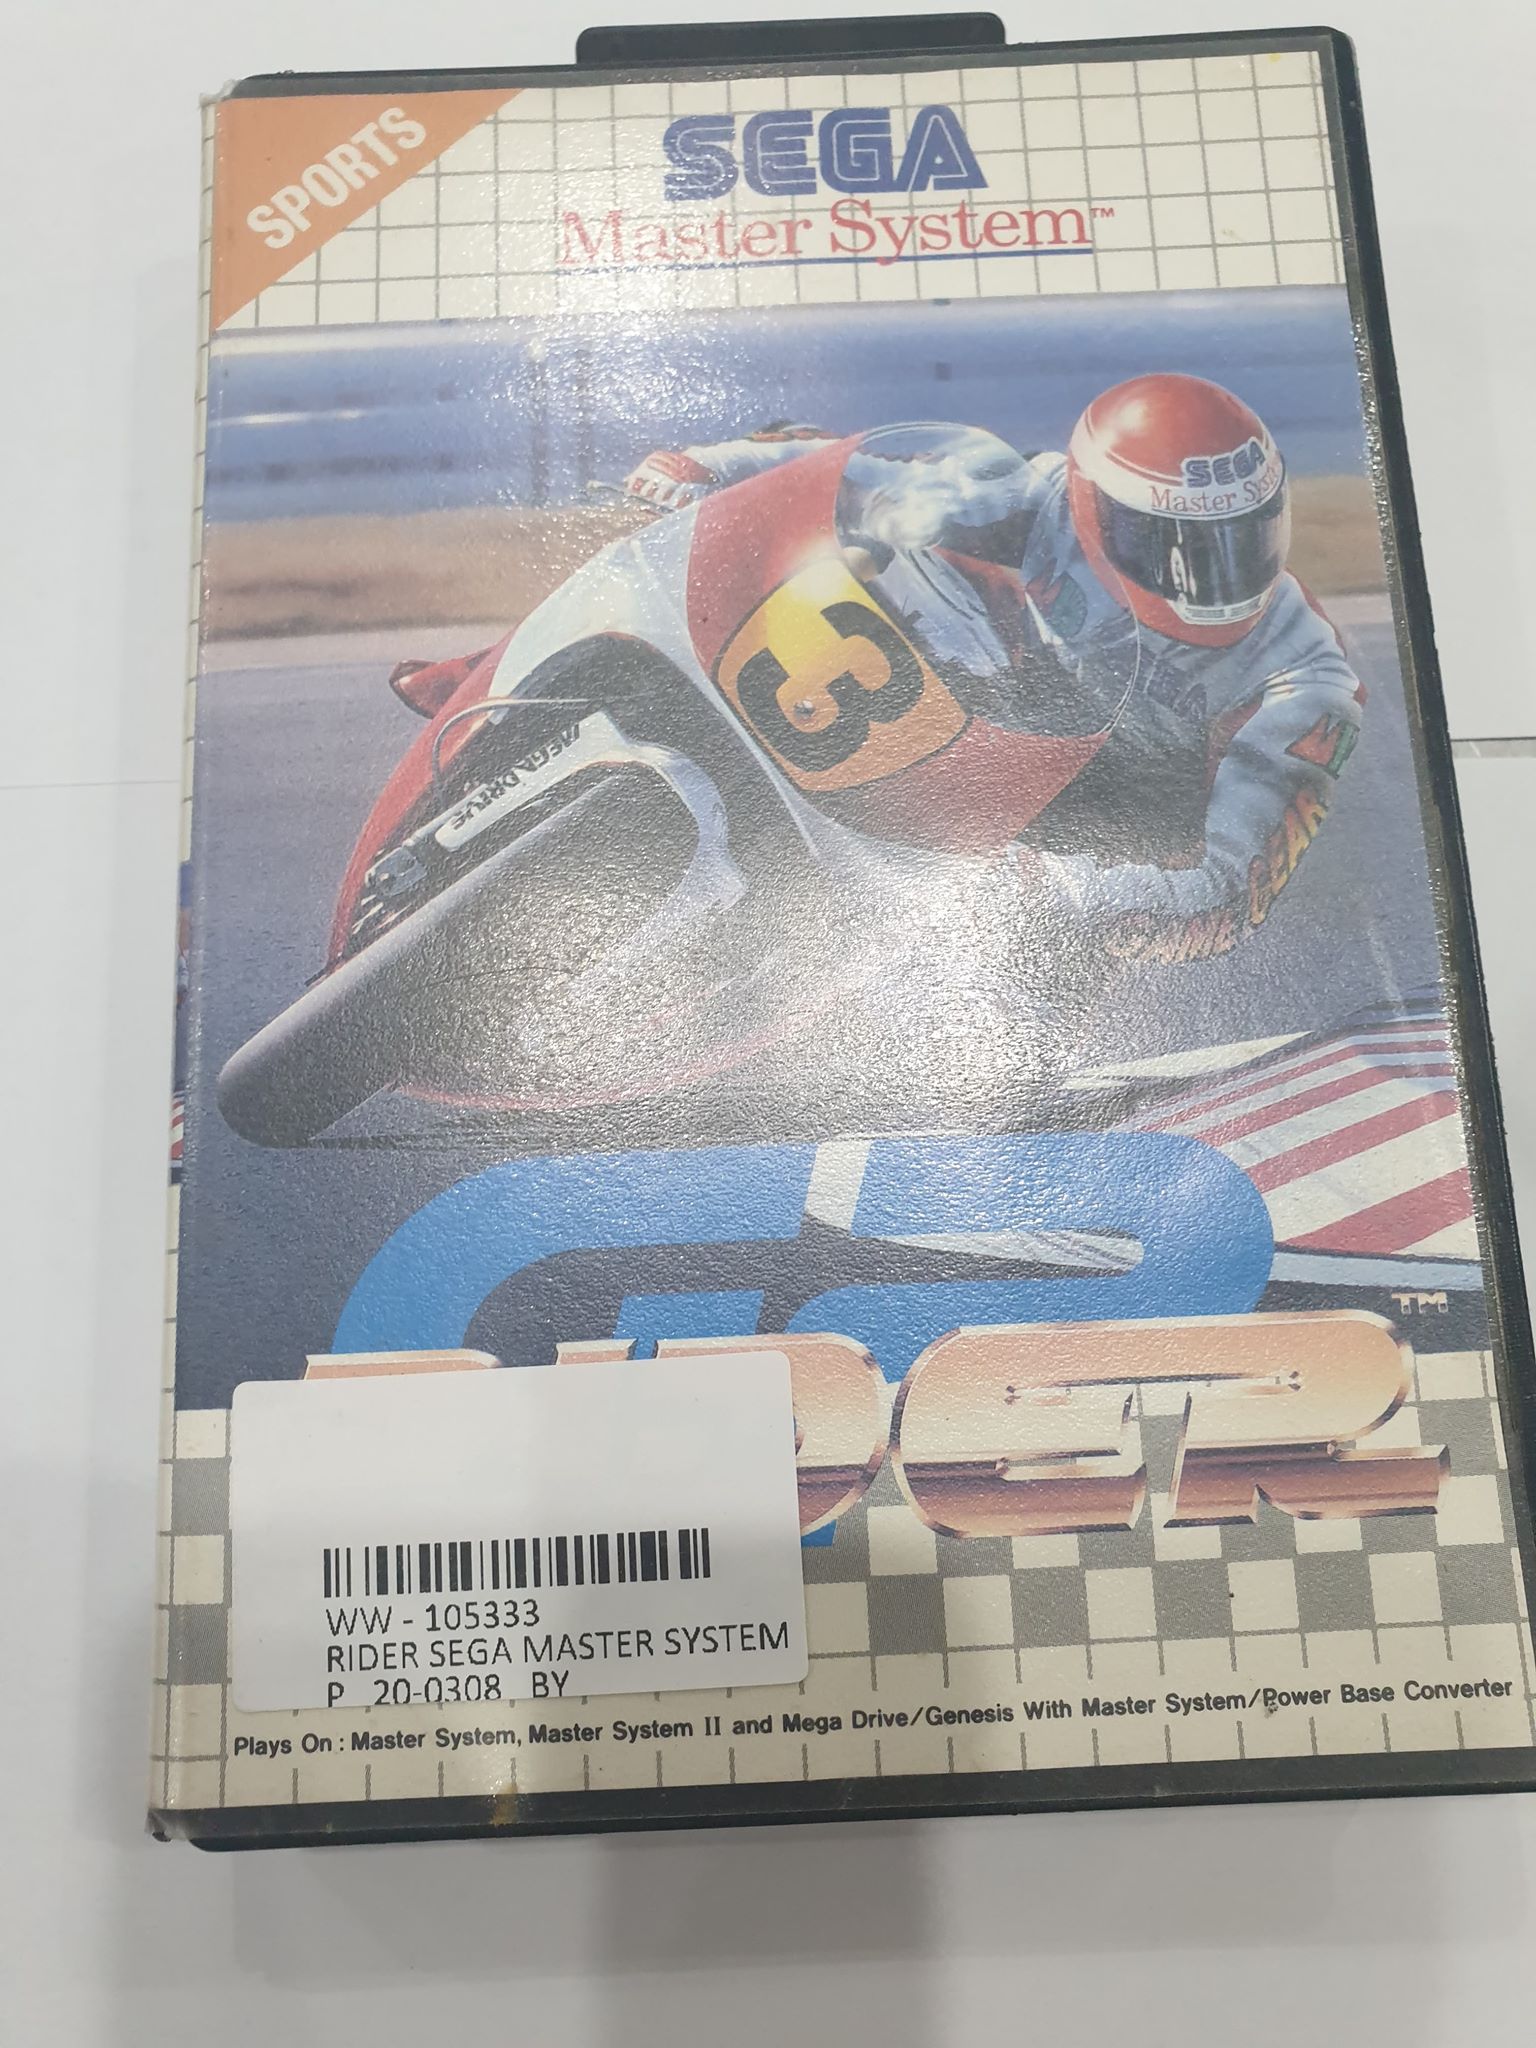 SPORTS
SEGA
Master System™
SEGA
Master System
3
MEGA DRIVE
GAME GEAR
GP
RIDER™
WW - 105333
RIDER SEGA MASTER SYSTEM
P 20-0308 BY
Plays On : Master System, Master System II and Mega Drive/Genesis With Master System/Power Base Converter